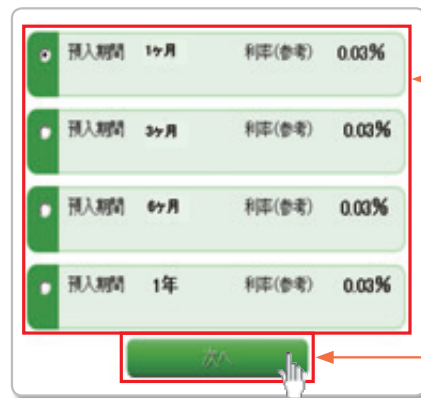 預入期間 1ヶ月 利率(参考) 0.03%
預入期間 3ヶ月 利率(参考) 0.03%
預入期間 6ヶ月 利率(参考) 0.03%
預入期間 1年 利率(参考) 0.03%
次へ